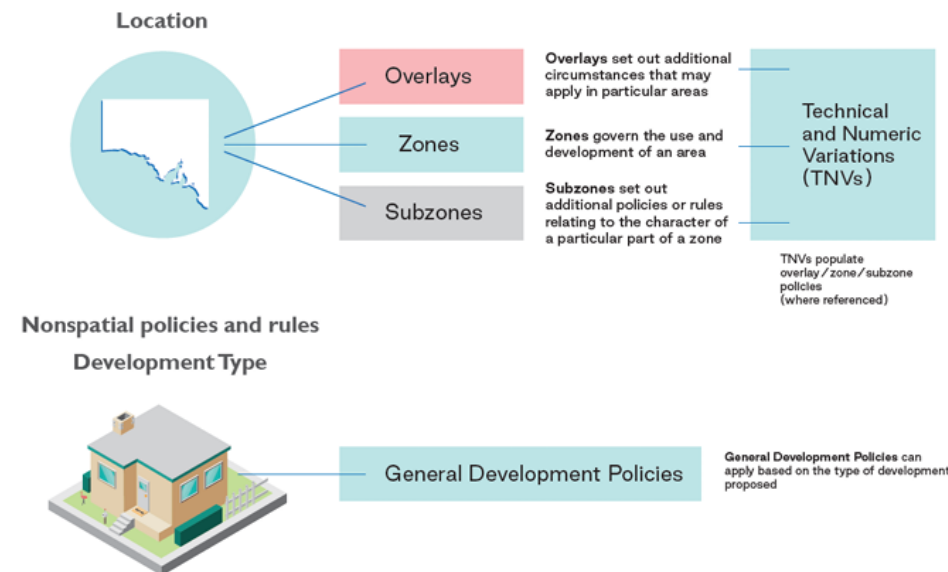 Location
Overlays
Overlays set out additional
circumstances that may
apply in particular areas
Zones
Zones govern the use and
development of an area
Subzones
Subzones set out
additional policies or rules
relating to the character of
a particular part of a zone
Technical
and Numeric
Variations
(TNVs)
TNVs populate
overlay/zone/subzone
policies
(where referenced)
Nonspatial policies and rules
Development Type
General Development Policies
General Development Policies can
apply based on the type of development
proposed